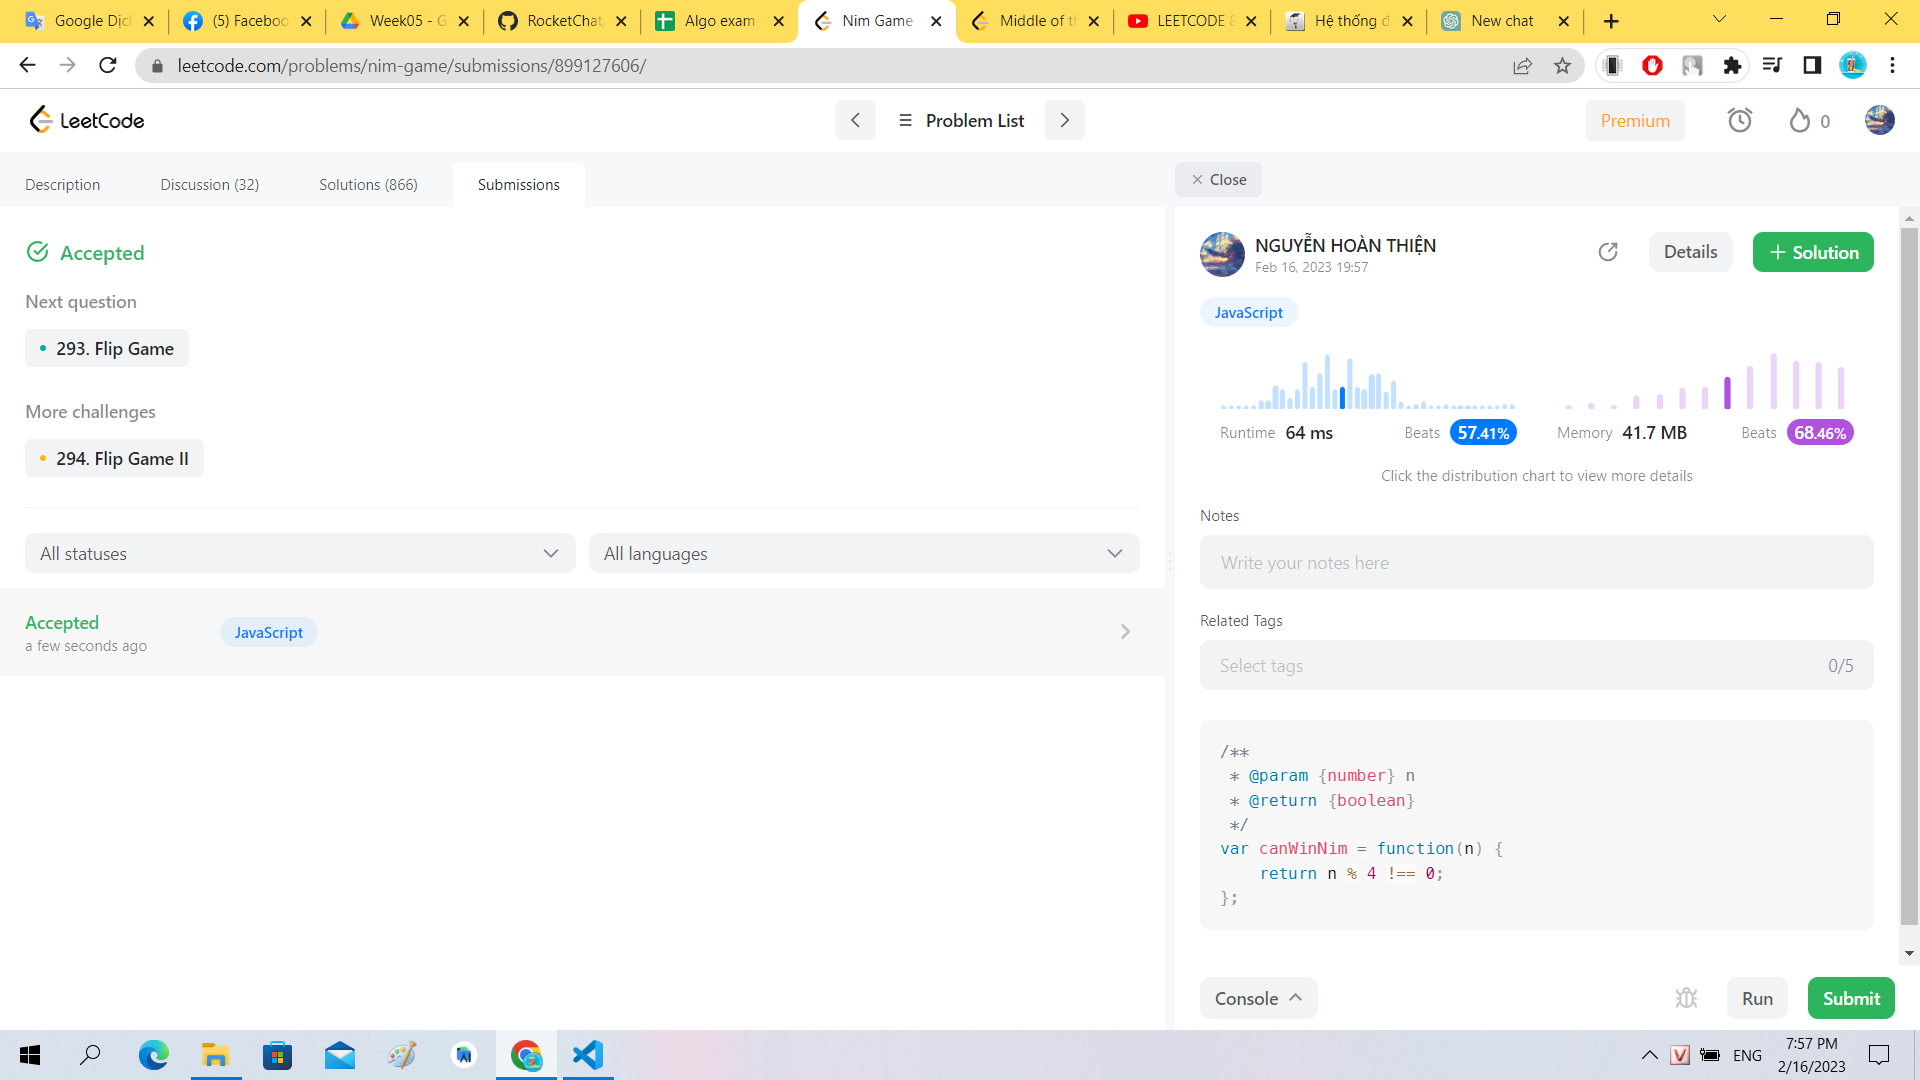 Google Dịch
(5) Faceboo
Week05 - G
RocketChat
Algo exam
Nim Game
Middle of t
LEETCODE 8
Hệ thống đ
New chat
leetcode.com/problems/nim-game/submissions/899127606/
LeetCode
Problem List
Premium
0
Description
Discussion (32)
Solutions (866)
Submissions
Close
Accepted
Next question
293. Flip Game
More challenges
294. Flip Game II
All statuses
All languages
Accepted
a few seconds ago
JavaScript
NGUYỄN HOÀN THIỆN
Feb 16, 2023 19:57
Details
+ Solution
JavaScript
Runtime 64 ms Beats 57.41%
Memory 41.7 MB Beats 68.46%
Click the distribution chart to view more details
Notes
Write your notes here
Related Tags
Select tags 0/5
/**
 * @param {number} n
 * @return {boolean}
 */
var canWinNim = function(n) {
    return n % 4 !== 0;
};
Console
Run
Submit
ENG
7:57 PM
2/16/2023